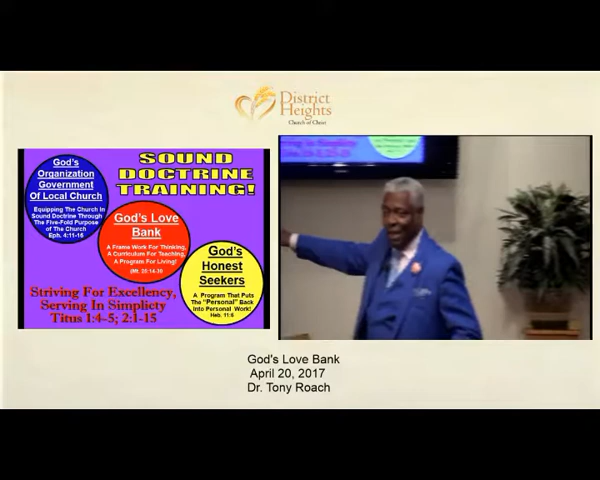 District
Heights
Church of Christ
SOUND
DOCTRINE
TRAINING!
God's
Organization
Government
Of Local Church
Equipping The Church in
Sound Doctrine Through
The Five-Fold Purpose
of The Church
Eph. 4:11-16
God's Love
Bank
A Frame Work For Thinking,
A Curriculum For Teaching,
A Program For Living!
God's
Honest
Seekers
A Program That Puts
The "Personal" Back
Into Personal Work!
Heb. 11:6
Striving For Excellency,
Serving In Simplicty
Titus 1:4-5; 2:1-15
God's Love Bank
April 20, 2017
Dr. Tony Roach